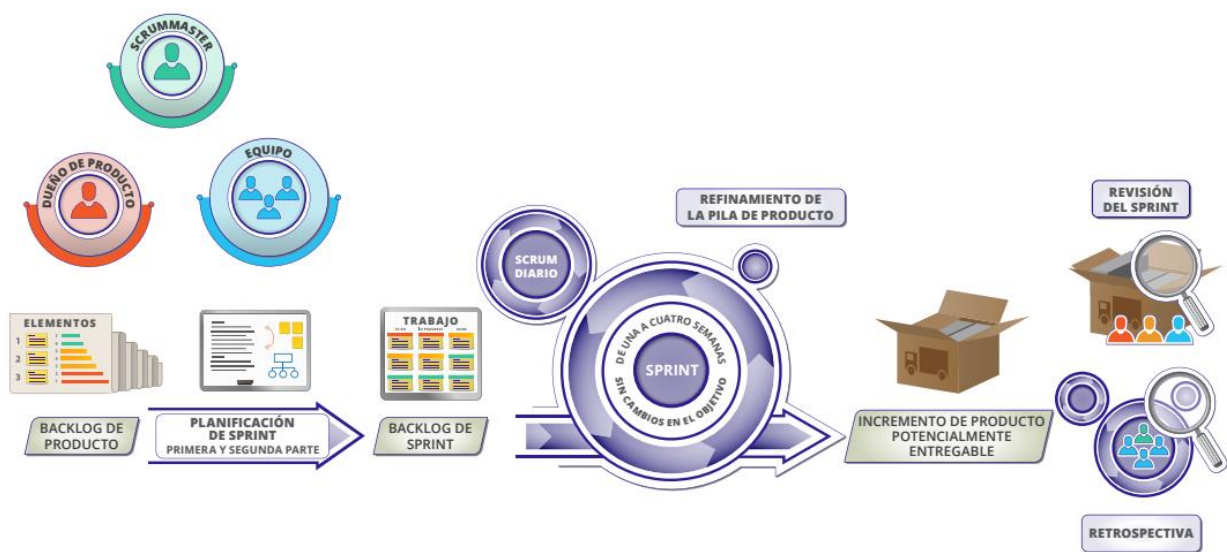 SCRUMMASTER
DUEÑO DE PRODUCTO
EQUIPO
REFINAMIENTO DE
LA PILA DE PRODUCTO
REVISIÓN
DEL SPRINT
SCRUM
DIARIO
ELEMENTOS
1
2
3
TRABAJO
DE UNA A CUATRO SEMANAS
SPRINT
SIN CAMBIOS EN EL OBJETIVO
BACKLOG DE
PRODUCTO
PLANIFICACIÓN
DE SPRINT
PRIMERA Y SEGUNDA PARTE
BACKLOG DE
SPRINT
INCREMENTO DE PRODUCTO
POTENCIALMENTE
ENTREGABLE
RETROSPECTIVA